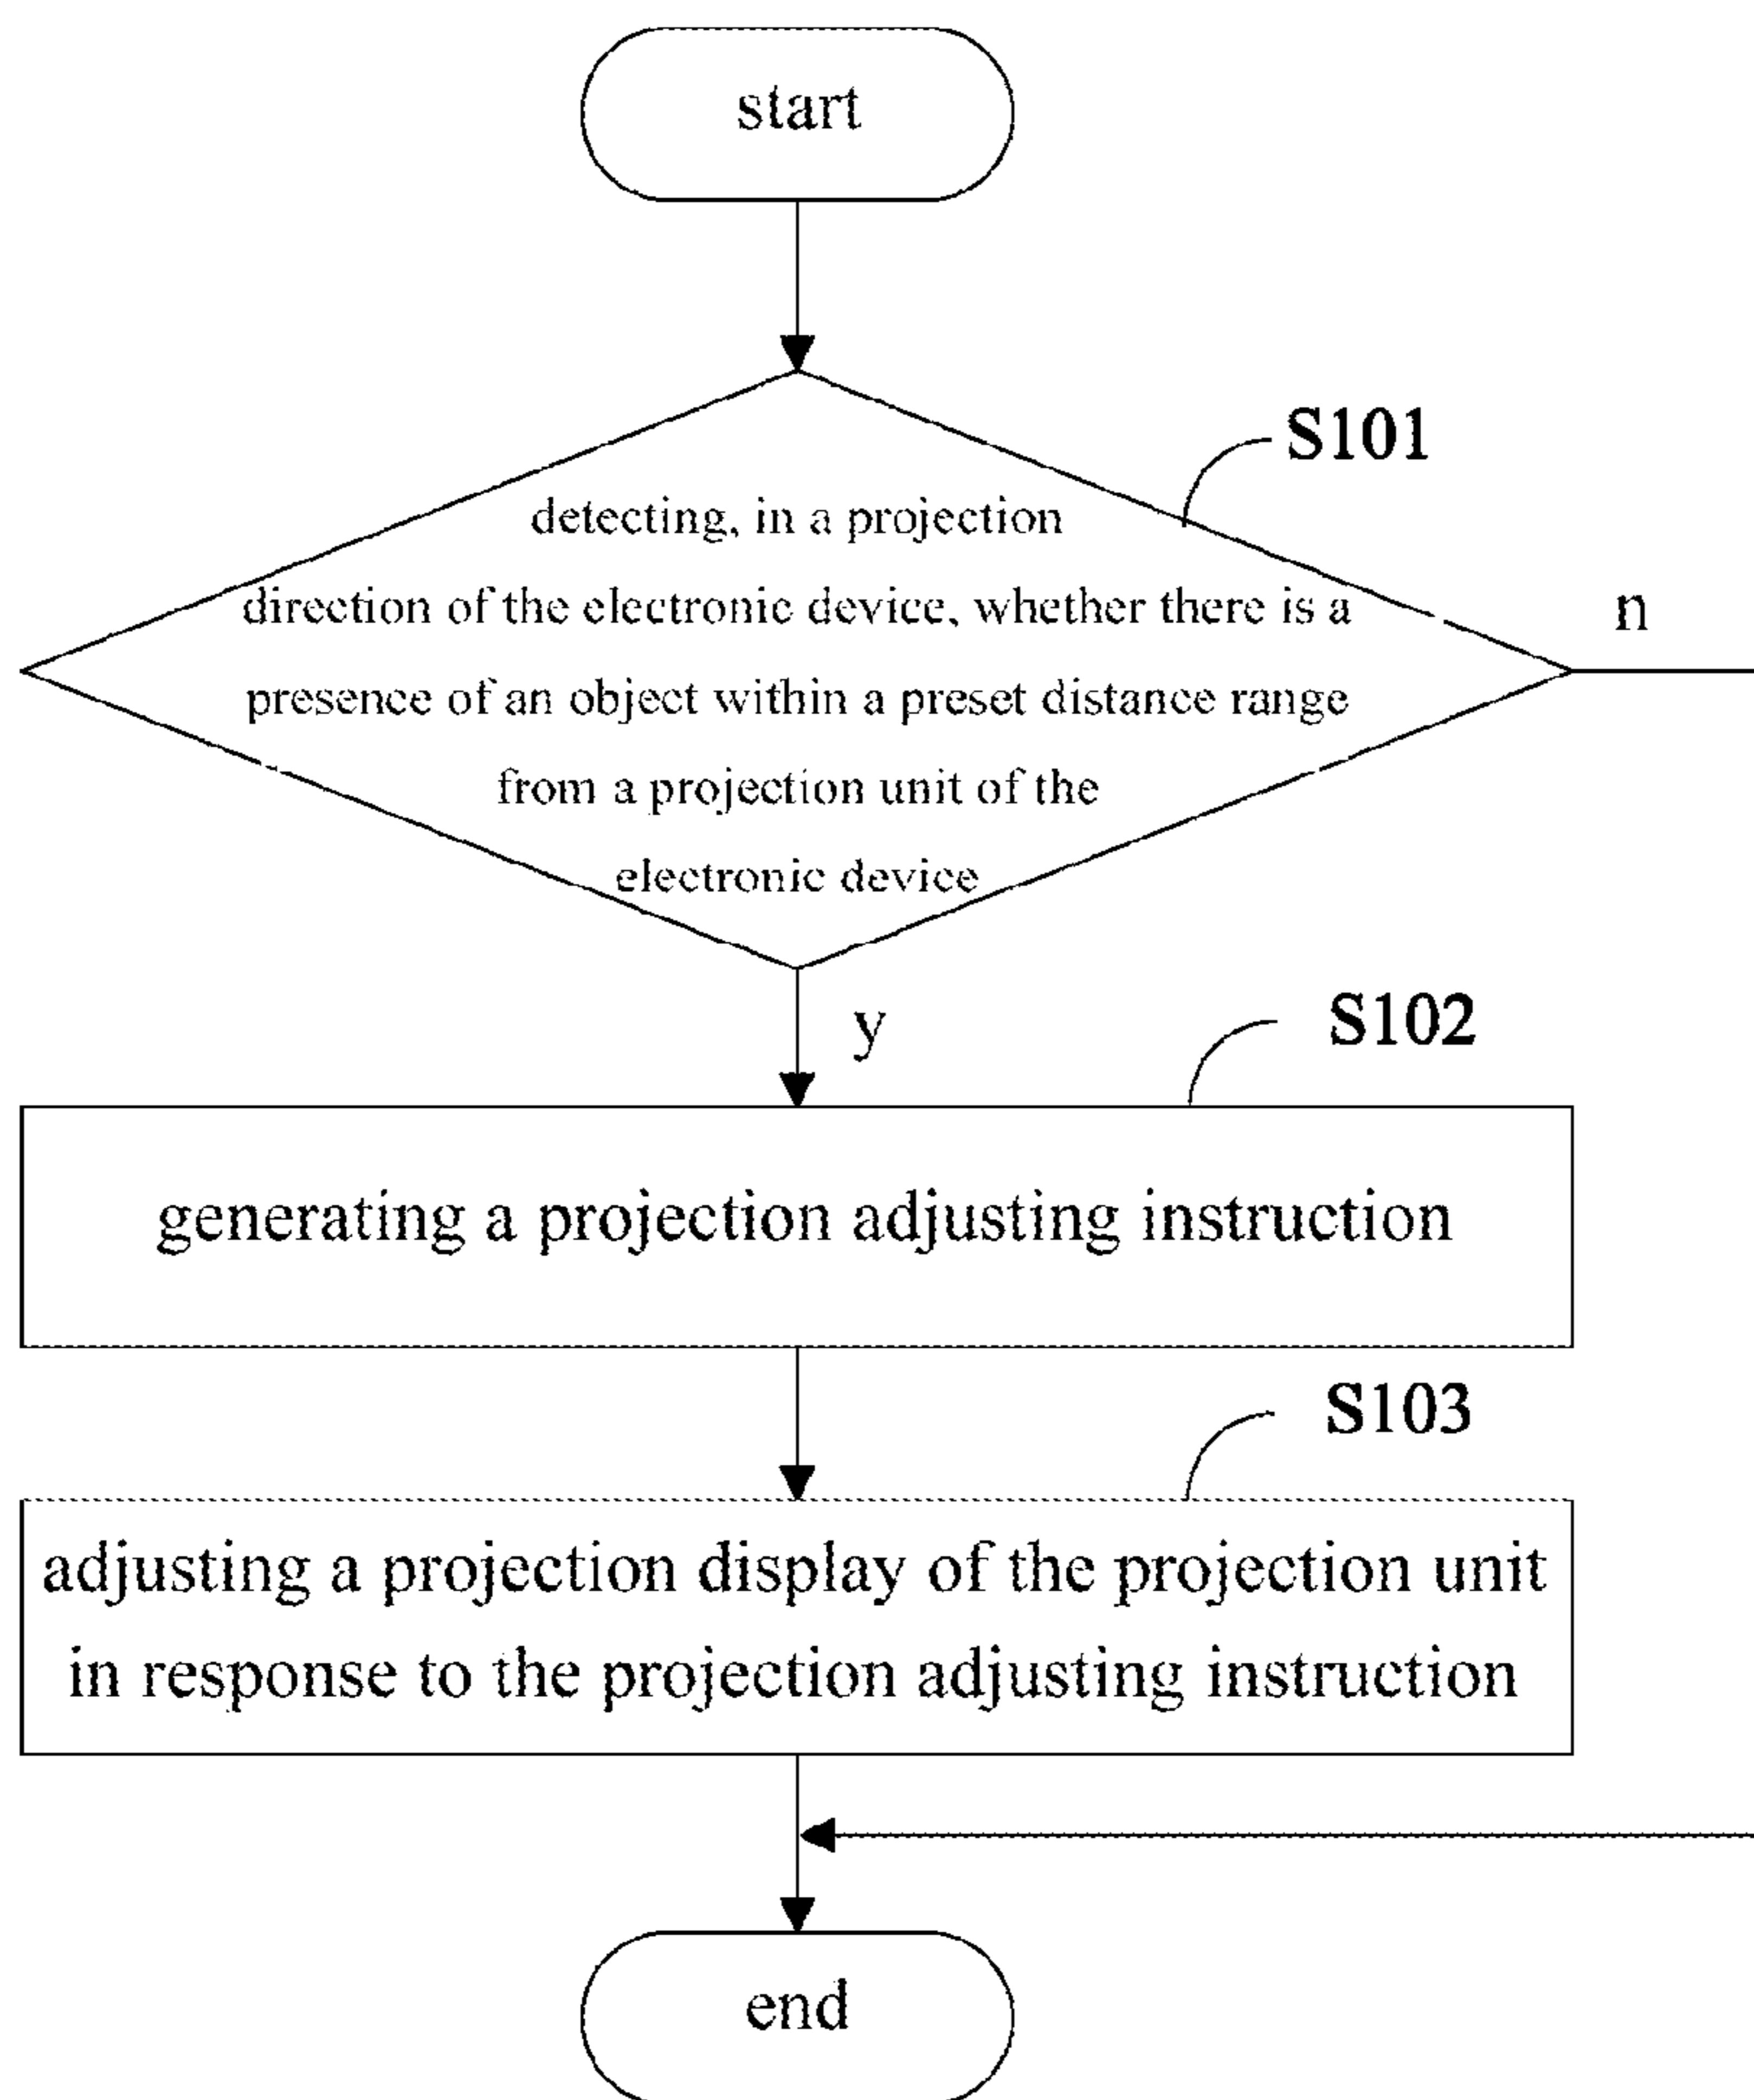 start
S101
detecting, in a projection
direction of the electronic device, whether there is a
n
presence of an object within a preset distance range
from a projection unit of the
electronic device
y
S102
generating a projection adjusting instruction
S103
adjusting a projection display of the projection unit
in response to the projection adjusting instruction
end